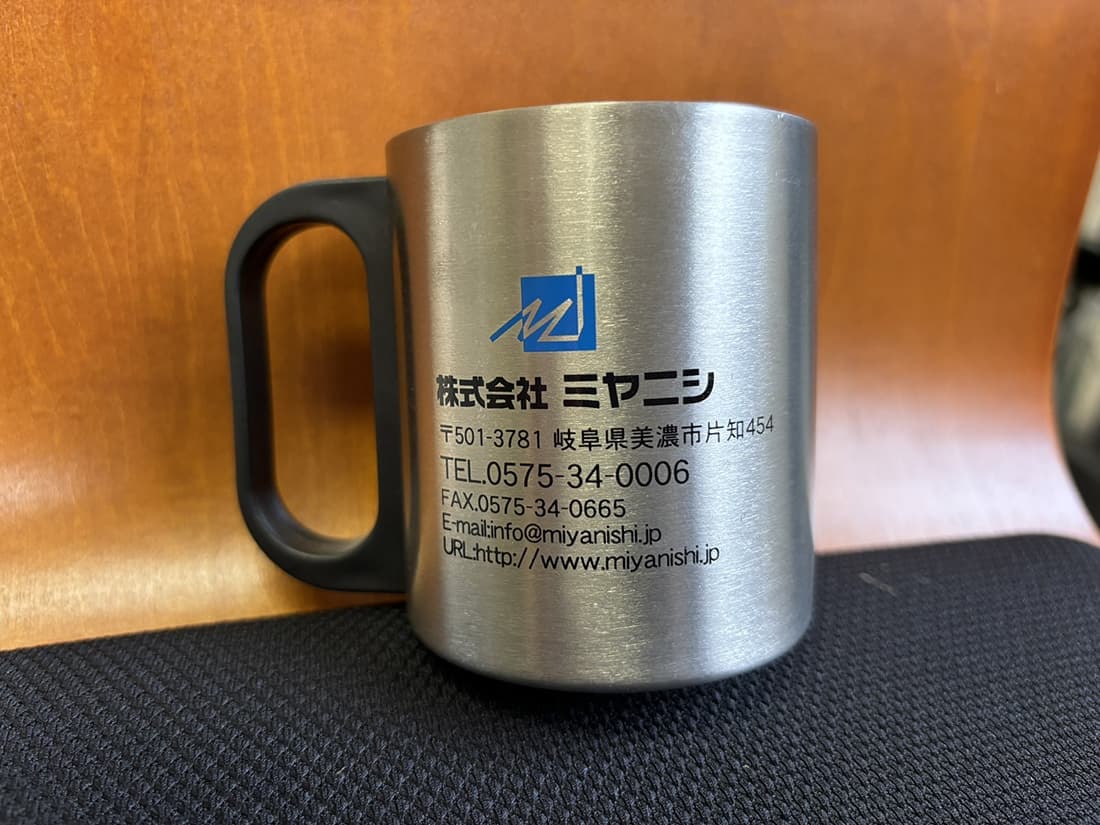 株式会社 ミヤニシ
〒501-3781 岐阜県美濃市片知454
TEL.0575-34-0006
FAX.0575-34-0665
E-mail:info@miyanishi.jp
URL:http://www.miyanishi.jp